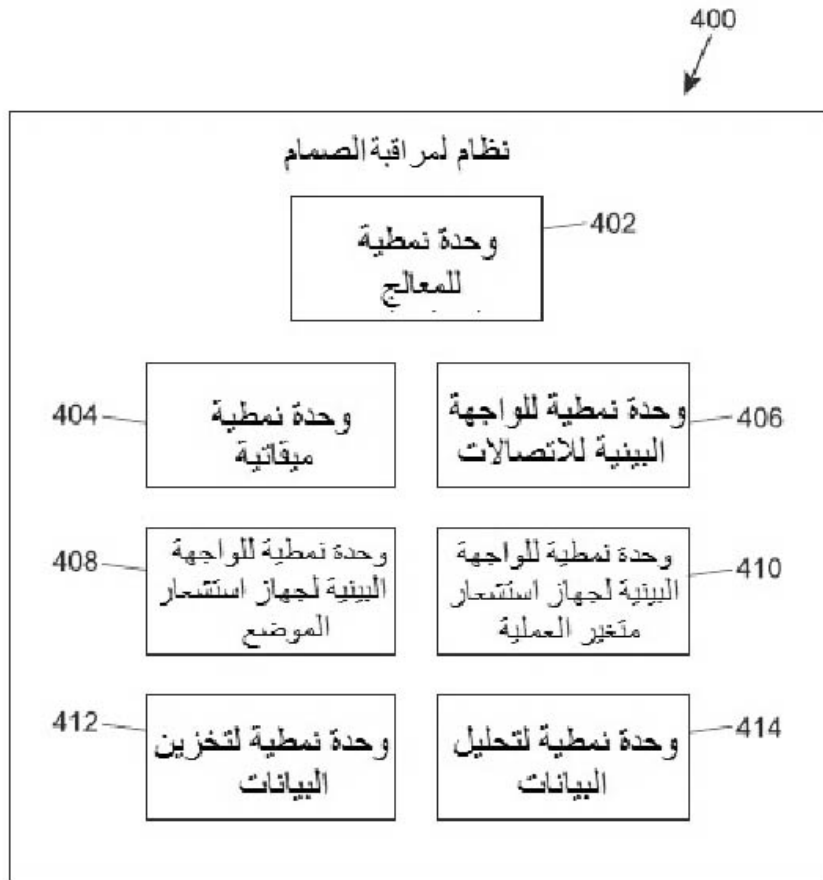 400
نظام لمراقبة الصمام
وحدة نمطية
للمعالج
402
وحدة نمطية
ميقاتية
404
وحدة نمطية للواجهة
البينية للاتصالات
406
وحدة نمطية للواجهة
البينية لجهاز استشعار
الموضع
408
وحدة نمطية للواجهة
البينية لجهاز استشعار
متغير العملية
410
وحدة نمطية لتخزين
البيانات
412
وحدة نمطية لتحليل
البيانات
414